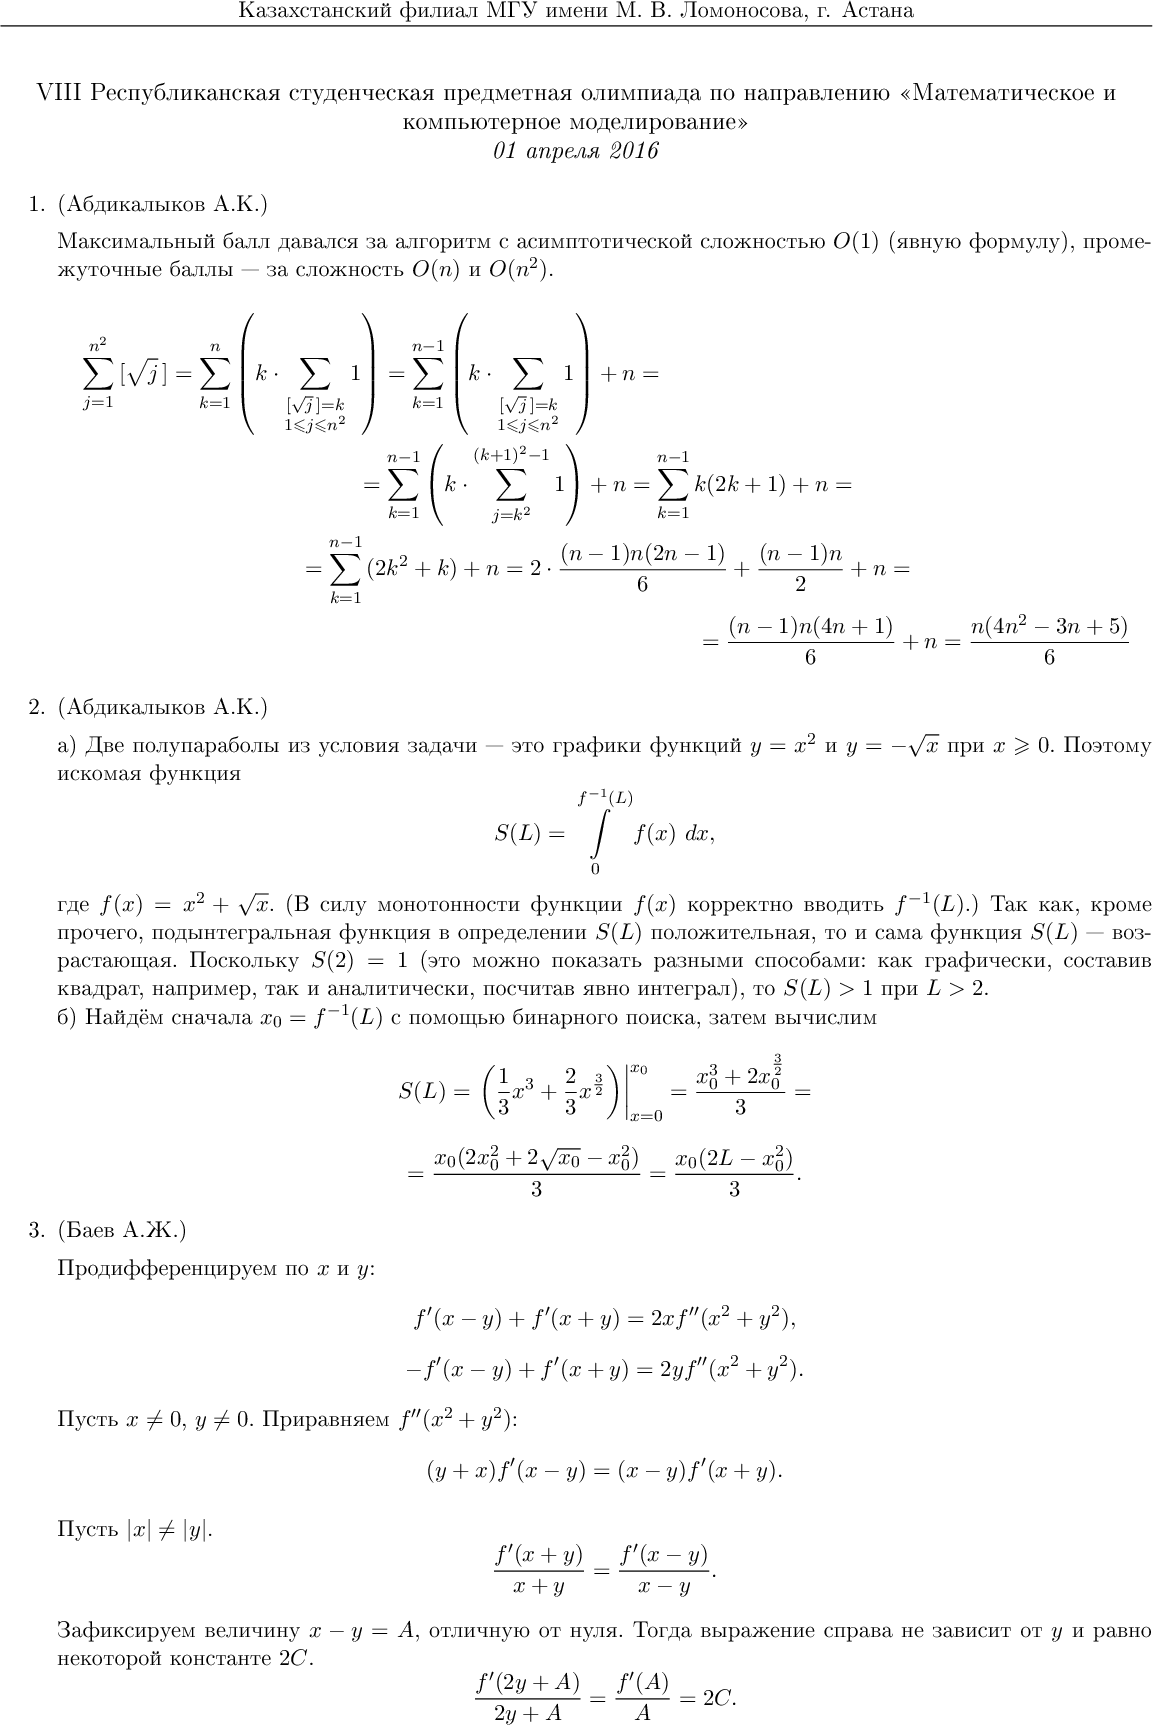 Казахстанский филиал МГУ имени М. В. Ломоносова, г. Астана
VIII Республиканская студенческая предметная олимпиада по направлению «Математическое и
компьютерное моделирование»
01 апреля 2016
1. (Абдикалыков А.К.)
Максимальный балл давался за алгоритм с асимптотической сложностью $O(1)$ (явную формулу), проме-
жуточные баллы — за сложность $O(n)$ и $O(n^2)$.
$\sum_{j=1}^{n^2} [\sqrt{j}] = \sum_{k=1}^{n} \left( k \cdot \sum_{\substack{[\sqrt{j}]=k \\ 1 \leqslant j \leqslant n^2}} 1 \right) = \sum_{k=1}^{n-1} \left( k \cdot \sum_{\substack{[\sqrt{j}]=k \\ 1 \leqslant j \leqslant n^2}} 1 \right) + n =$
$= \sum_{k=1}^{n-1} \left( k \cdot \sum_{j=k^2}^{(k+1)^2-1} 1 \right) + n = \sum_{k=1}^{n-1} k(2k+1) + n =$
$= \sum_{k=1}^{n-1} (2k^2 + k) + n = 2 \cdot \frac{(n-1)n(2n-1)}{6} + \frac{(n-1)n}{2} + n =$
$= \frac{(n-1)n(4n+1)}{6} + n = \frac{n(4n^2-3n+5)}{6}$
2. (Абдикалыков А.К.)
а) Две полупараболы из условия задачи — это графики функций $y = x^2$ и $y = -\sqrt{x}$ при $x \geqslant 0$. Поэтому
искомая функция
$S(L) = \int\limits_{0}^{f^{-1}(L)} f(x)\ dx,$
где $f(x) = x^2 + \sqrt{x}$. (В силу монотонности функции $f(x)$ корректно вводить $f^{-1}(L)$.) Так как, кроме
прочего, подынтегральная функция в определении $S(L)$ положительная, то и сама функция $S(L)$ — воз-
растающая. Поскольку $S(2) = 1$ (это можно показать разными способами: как графически, составив
квадрат, например, так и аналитически, посчитав явно интеграл), то $S(L) > 1$ при $L > 2$.
б) Найдём сначала $x_0 = f^{-1}(L)$ с помощью бинарного поиска, затем вычислим
$S(L) = \left( \frac{1}{3}x^3 + \frac{2}{3}x^{\frac{3}{2}} \right) \Big|_{x=0}^{x_0} = \frac{x_0^3 + 2x_0^{\frac{3}{2}}}{3} =$
$= \frac{x_0(2x_0^2 + 2\sqrt{x_0} - x_0^2)}{3} = \frac{x_0(2L - x_0^2)}{3}.$
3. (Баев А.Ж.)
Продифференцируем по $x$ и $y$:
$f'(x-y) + f'(x+y) = 2xf''(x^2+y^2),$
$-f'(x-y) + f'(x+y) = 2yf''(x^2+y^2).$
Пусть $x \neq 0$, $y \neq 0$. Приравняем $f''(x^2+y^2)$:
$(y+x)f'(x-y) = (x-y)f'(x+y).$
Пусть $|x| \neq |y|$.
$\frac{f'(x+y)}{x+y} = \frac{f'(x-y)}{x-y}.$
Зафиксируем величину $x - y = A$, отличную от нуля. Тогда выражение справа не зависит от $y$ и равно
некоторой константе $2C$.
$\frac{f'(2y+A)}{2y+A} = \frac{f'(A)}{A} = 2C.$